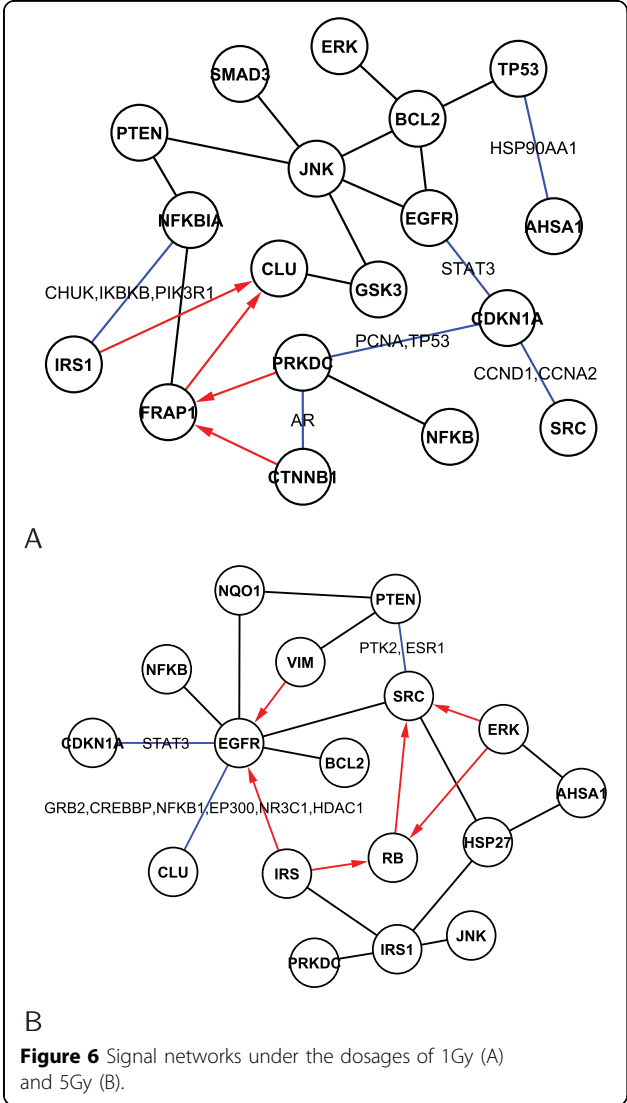 ERK
SMAD3
TP53
PTEN
BCL2
HSP90AA1
JNK
NFKBIA
EGFR
AHSA1
CLU
STAT3
GSK3
CHUK,IKBKB,PIK3R1
CDKN1A
PCNA,TP53
IRS1
PRKDC
CCND1,CCNA2
FRAP1
AR
NFKB
SRC
CTNNB1
A
NQO1
PTEN
PTK2, ESR1
VIM
NFKB
SRC
ERK
CDKN1A
STAT3
EGFR
BCL2
AHSA1
GRB2,CREBBP,NFKB1,EP300,NR3C1,HDAC1
HSP27
RB
CLU
IRS
JNK
IRS1
PRKDC
B
Figure 6 Signal networks under the dosages of 1Gy (A)
and 5Gy (B).